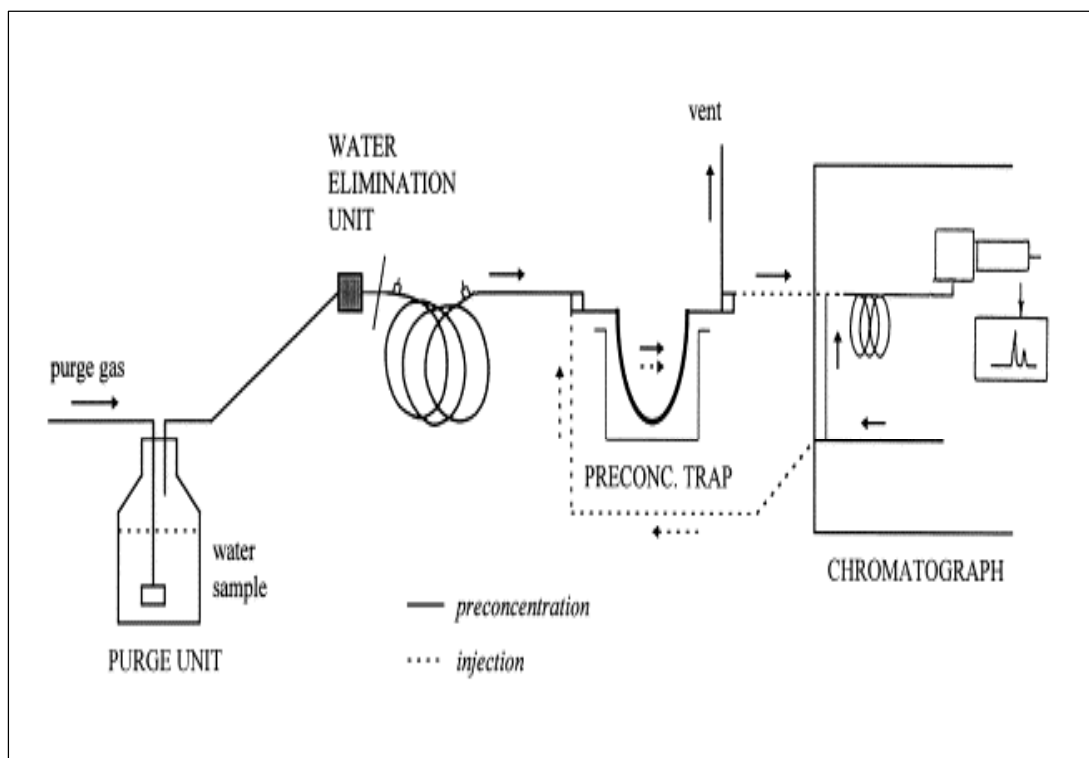 vent
WATER
ELIMINATION
UNIT
purge gas
PRECONC. TRAP
water
sample
CHROMATOGRAPH
preconcentration
PURGE UNIT
injection